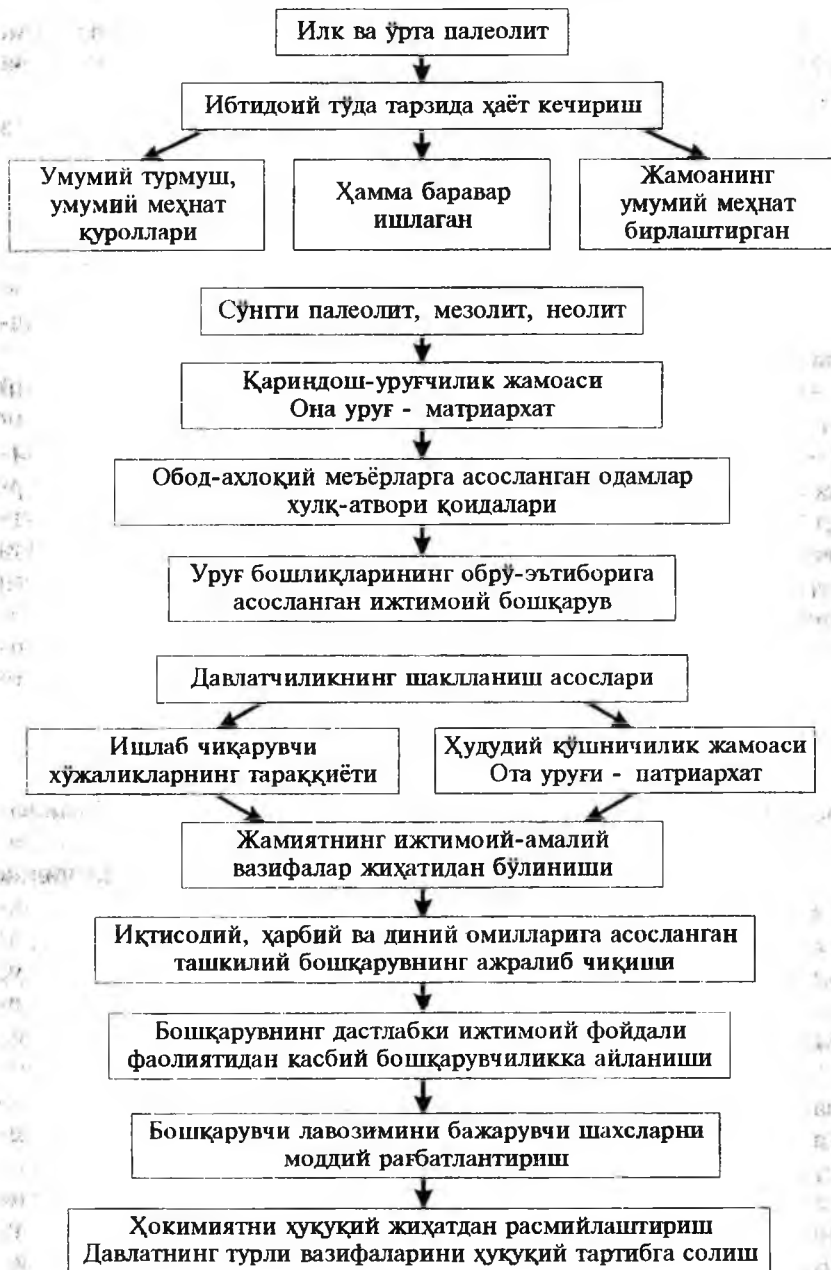 Илк ва ўрта палеолит
Ибтидоий тўда тарзида ҳаёт кечириш
Умумий турмуш,
умумий меҳнат
қуроллари
Ҳамма баравар
ишлаган
Жамоанинг
умумий меҳнат
бирлаштирган
Сўнгги палеолит, мезолит, неолит
Қариндош-уруғчилик жамоаси
Она уруғ - матриархат
Обод-ахлоқий меъёрларга асосланган одамлар
хулқ-атвори қоидалари
Уруғ бошлиқларининг обрў-эътиборига
асосланган ижтимоий бошқарув
Давлатчиликнинг шаклланиш асослари
Ишлаб чиқарувчи
хўжаликларнинг тараққиёти
Ҳудудий қўшничилик жамоаси
Ота уруғи - патриархат
Жамиятнинг ижтимоий-амалий
вазифалар жиҳатидан бўлиниши
Иқтисодий, ҳарбий ва диний омилларига асосланган
ташкилий бошқарувнинг ажралиб чиқиши
Бошқарувнинг дастлабки ижтимоий фойдали
фаолиятидан касбий бошқарувчиликка айланиши
Бошқарувчи лавозимини бажарувчи шахсларни
моддий рағбатлантириш
Ҳокимиятни ҳуқуқий жиҳатдан расмийлаштириш
Давлатнинг турли вазифаларини ҳуқуқий тартибга солиш